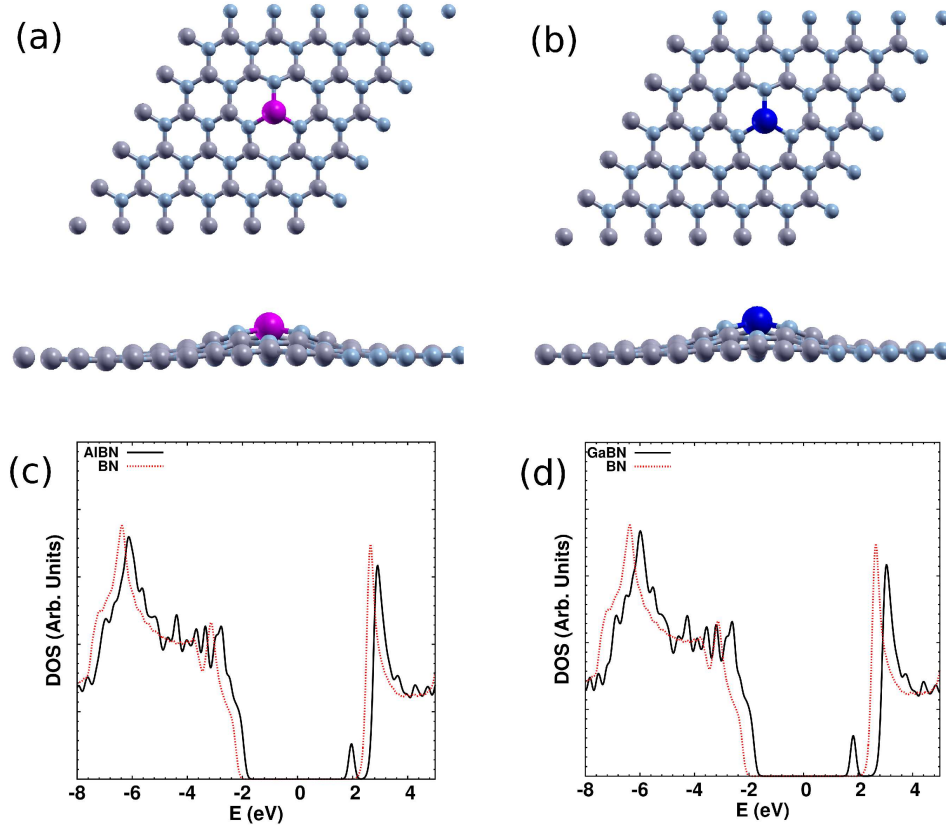 (a)
(b)
(c)
AlBN
BN
DOS (Arb. Units)
-8 -6 -4 -2 0 2 4
E (eV)
(d)
GaBN
BN
DOS (Arb. Units)
-8 -6 -4 -2 0 2 4
E (eV)